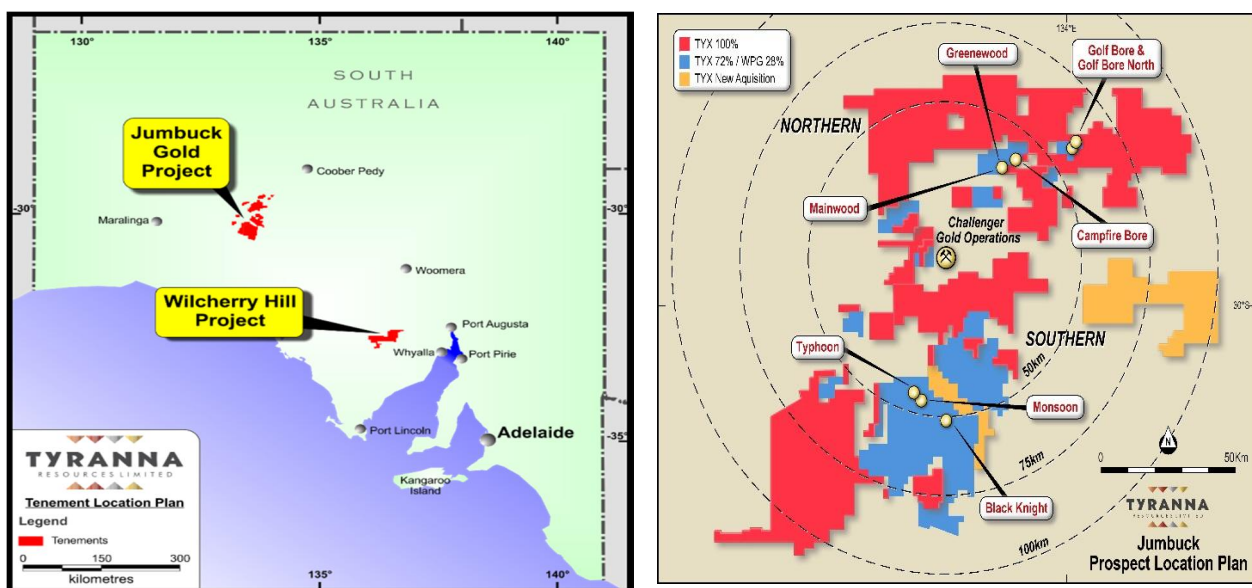 130°
135°
140°
SOUTH
AUSTRALIA
Jumbuck
Gold
Project
Coober Pedy
-30°
-30°
Maralinga
Woomera
Wilcherry Hill
Project
Port Augusta
Whyalla
Port Pirie
Port Lincoln
Adelaide
-35°
Kangaroo
Island
TYRANNA
RESOURCES LIMITED
Tenement Location Plan
Legend
Tenements
0 150 300
kilometres
135°
140°
TYX 100%
TYX 72% / WPG 28%
TYX New Aquisition
134°E
Greenewood
Golf Bore &
Golf Bore North
NORTHERN
Mainwood
Challenger
Gold Operations
Campfire Bore
30°S
SOUTHERN
Typhoon
50km
Monsoon
75km
Black Knight
100km
N
0 50Km
TYRANNA
RESOURCES LIMITED
Jumbuck
Prospect Location Plan